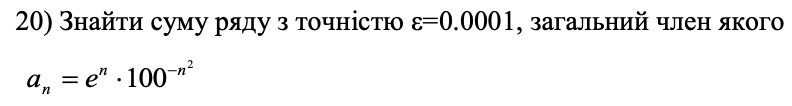 20) Знайти суму ряду з точністю ε=0.0001, загальний член якого
aₙ = eⁿ · 100^{-n²}